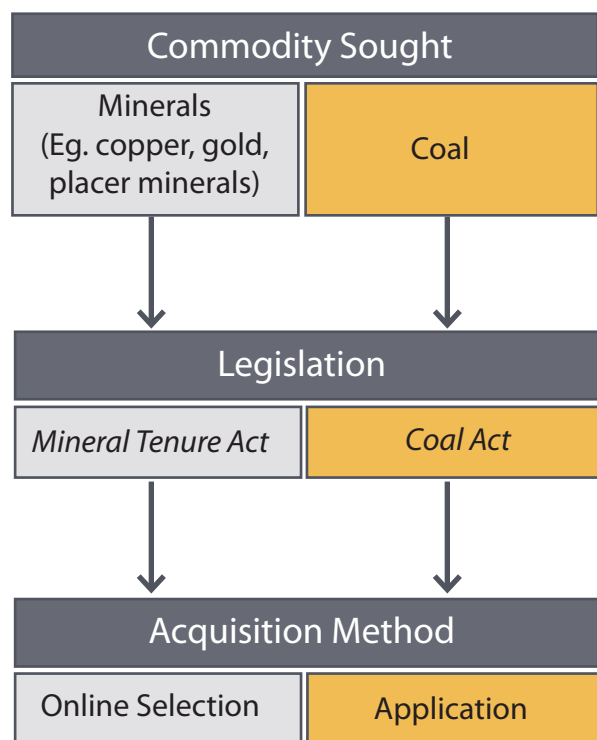 Commodity Sought
Minerals
(Eg. copper, gold,
placer minerals)
Coal
Legislation
Mineral Tenure Act
Coal Act
Acquisition Method
Online Selection
Application